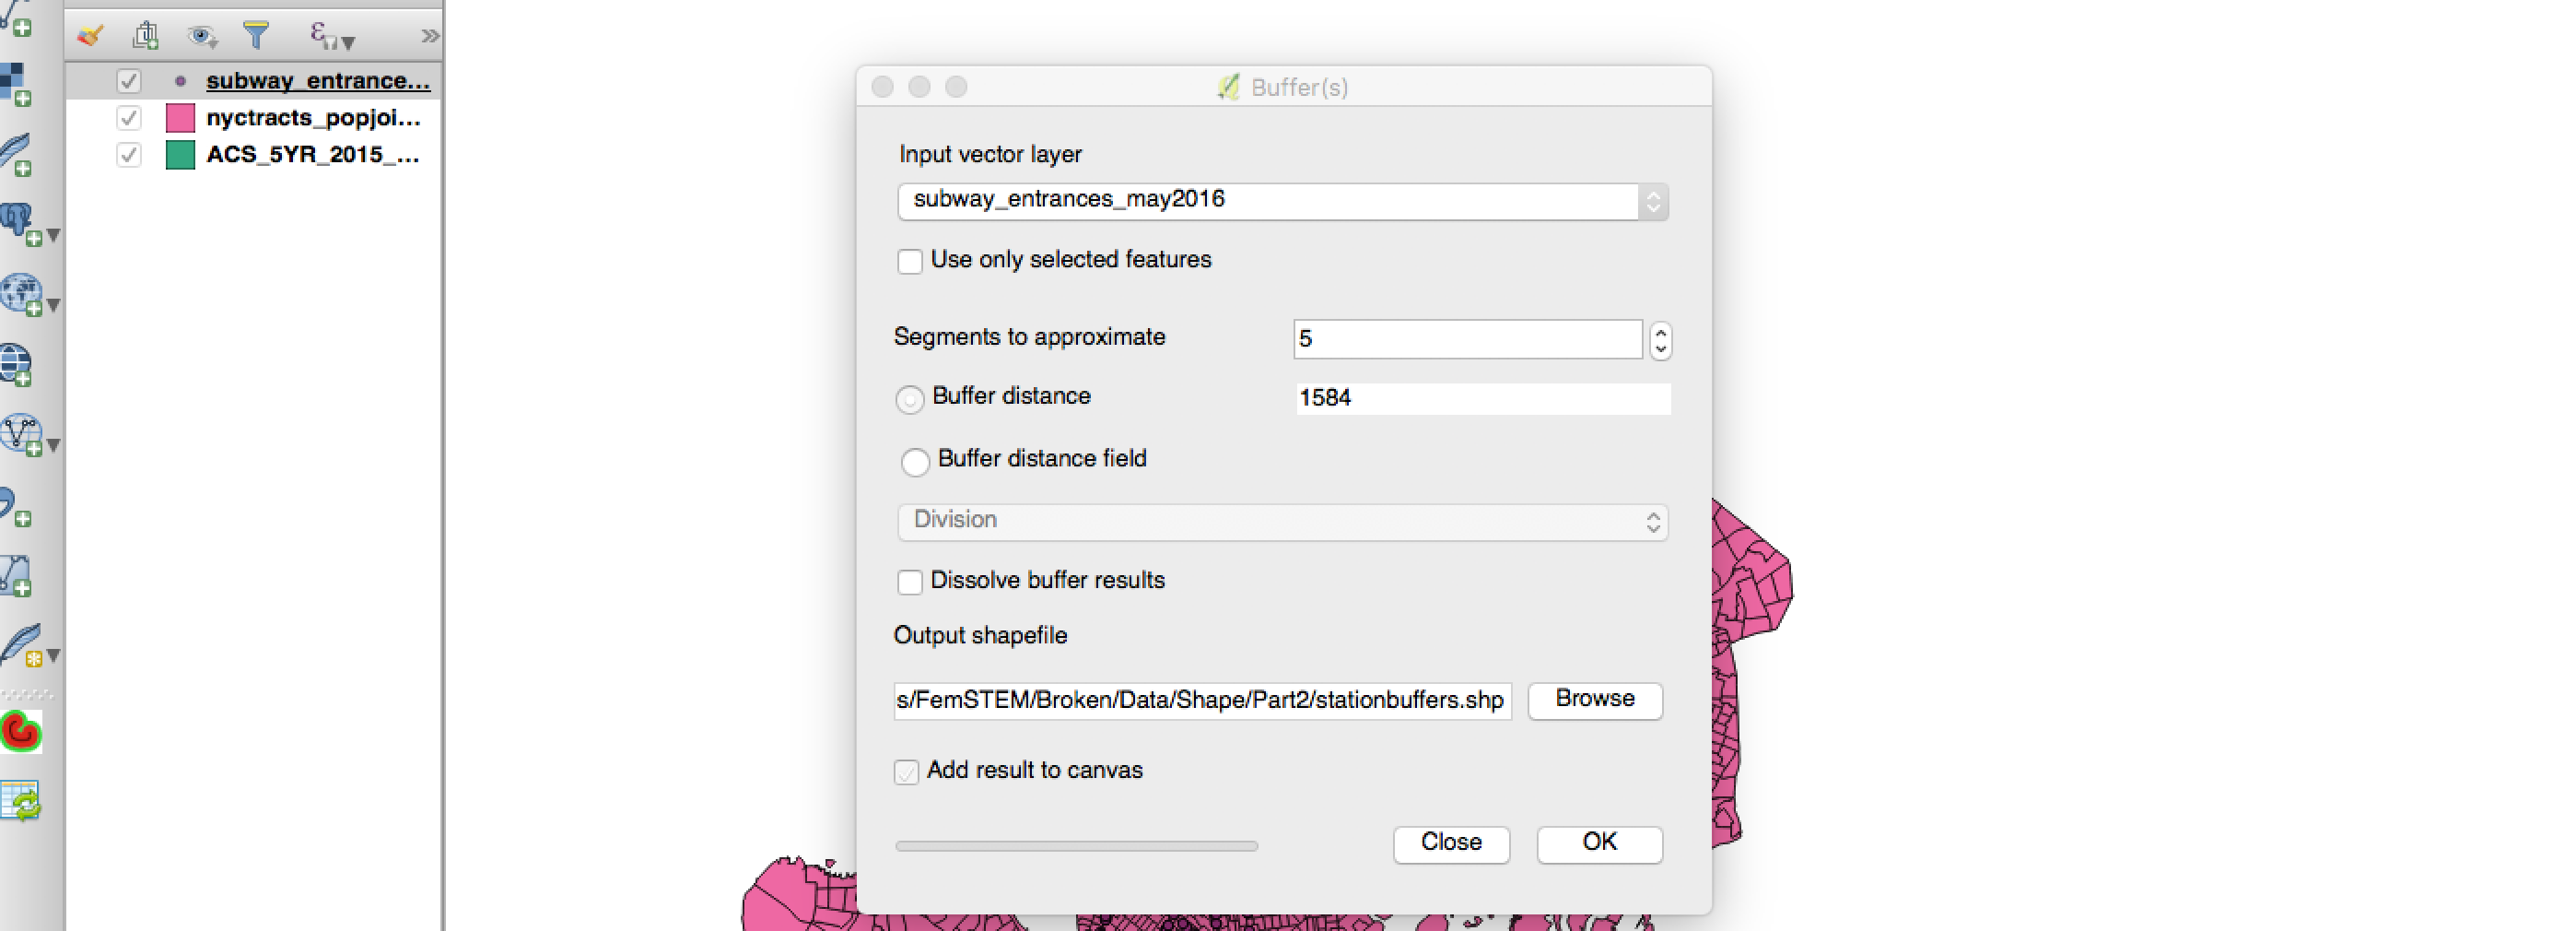 subway_entrance...
nyctracts_popjoi...
ACS_5YR_2015_...
Buffer(s)
Input vector layer
subway_entrances_may2016
Use only selected features
Segments to approximate
5
Buffer distance
1584
Buffer distance field
Division
Dissolve buffer results
Output shapefile
s/FemSTEM/Broken/Data/Shape/Part2/stationbuffers.shp
Browse
Add result to canvas
Close
OK